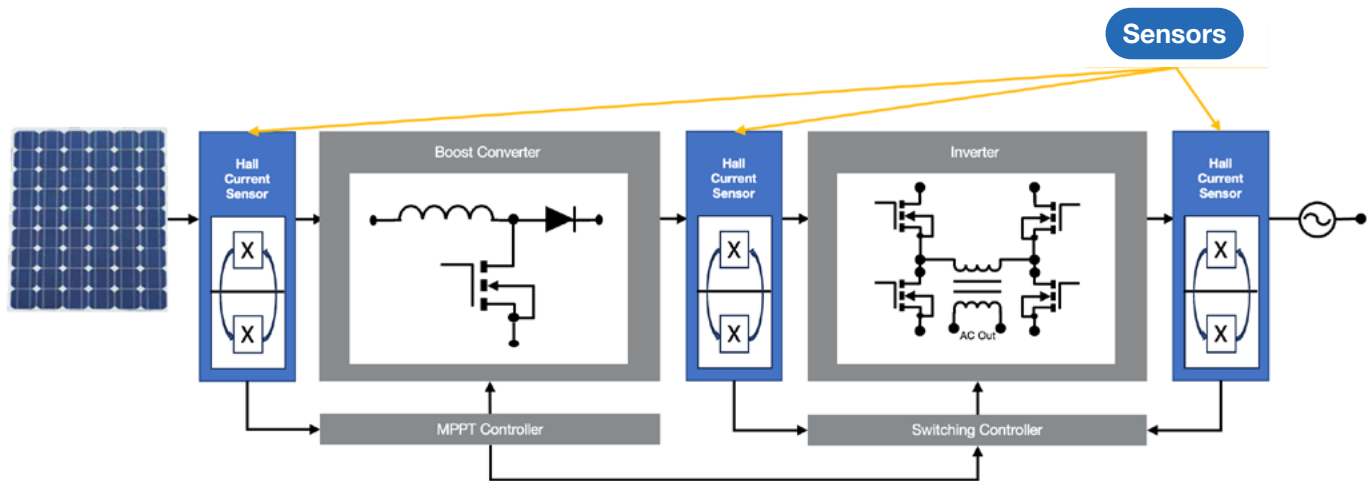 Sensors
Hall
Current
Sensor
X
X
Boost Converter
Hall
Current
Sensor
X
X
Inverter
AC Out
Hall
Current
Sensor
X
X
MPPT Controller
Switching Controller